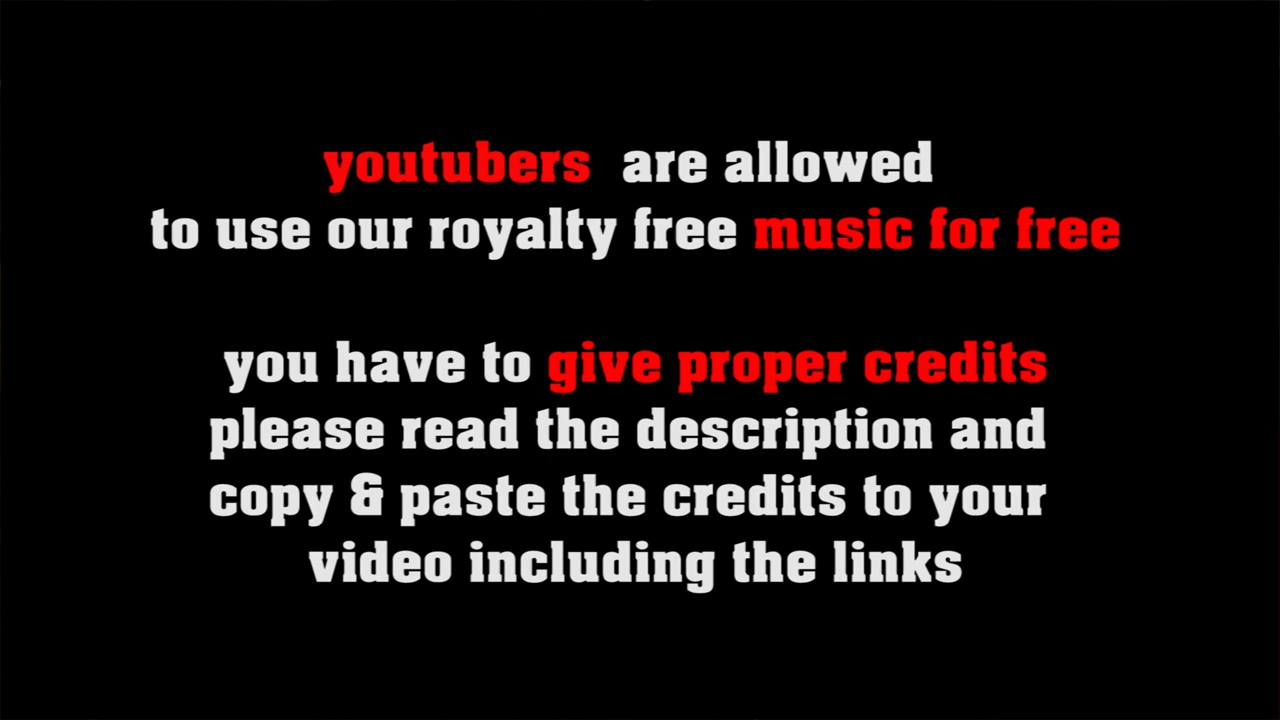 youtubers are allowed
to use our royalty free music for free
you have to give proper credits
please read the description and
copy & paste the credits to your
video including the links